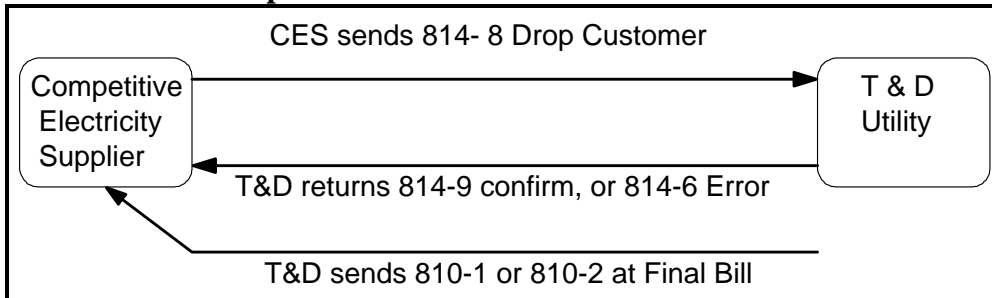 CES sends 814- 8 Drop Customer
Competitive
Electricity
Supplier
T & D
Utility
T&D returns 814-9 confirm, or 814-6 Error
T&D sends 810-1 or 810-2 at Final Bill